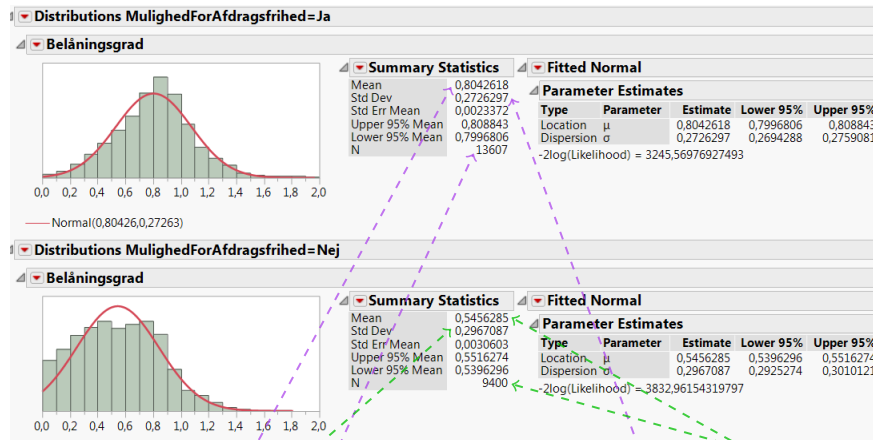 Distributions MulighedForAfdragsfrihed=Ja
Belåningsgrad
0,0 0,2 0,4 0,6 0,8 1,0 1,2 1,4 1,6 1,8 2,0
Normal(0,80426,0,27263)
Summary Statistics
Mean 0,8042618
Std Dev 0,2726297
Std Err Mean 0,0023372
Upper 95% Mean 0,808843
Lower 95% Mean 0,7996806
N 13607
Fitted Normal
Parameter Estimates
Type Parameter Estimate Lower 95% Upper 95%
Location μ 0,8042618 0,7996806 0,808843
Dispersion σ 0,2726297 0,2694288 0,2759081
-2log(Likelihood) = 3245,56976927493
Distributions MulighedForAfdragsfrihed=Nej
Belåningsgrad
0,0 0,2 0,4 0,6 0,8 1,0 1,2 1,4 1,6 1,8 2,0
Summary Statistics
Mean 0,5456285
Std Dev 0,2967087
Std Err Mean 0,0030603
Upper 95% Mean 0,5516274
Lower 95% Mean 0,5396296
N 9400
Fitted Normal
Parameter Estimates
Type Parameter Estimate Lower 95% Upper 95%
Location μ 0,5456285 0,5396296 0,5516274
Dispersion σ 0,2967087 0,2925274 0,3010121
-2log(Likelihood) = 3832,96154319797